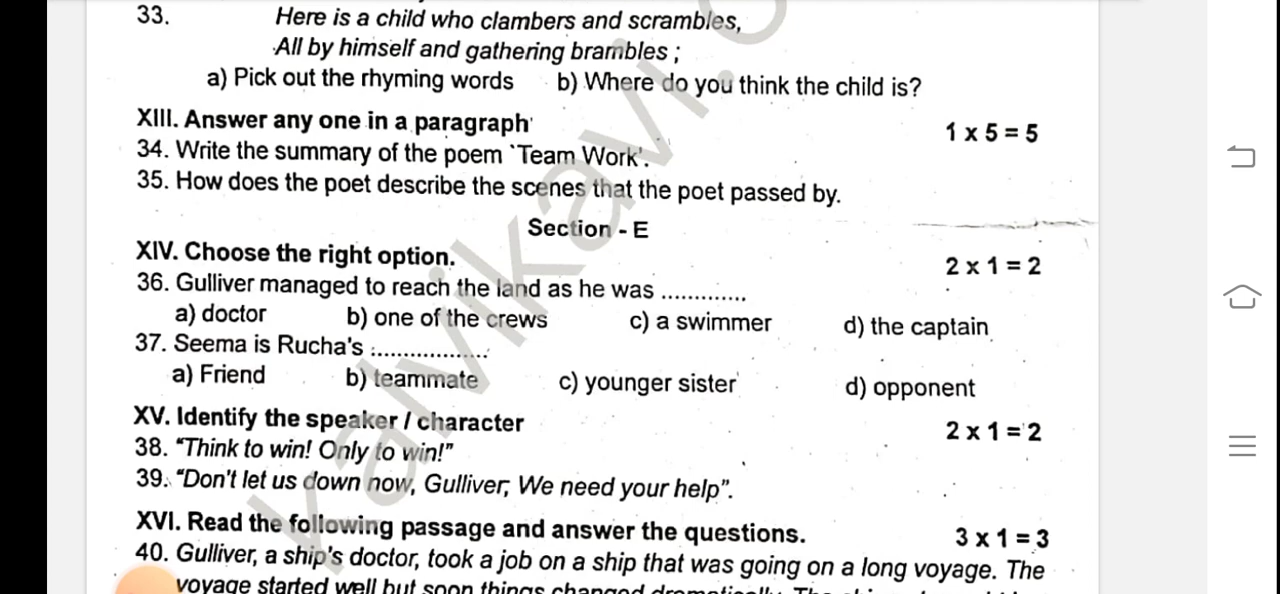 33. Here is a child who clambers and scrambles,
All by himself and gathering brambles ;
a) Pick out the rhyming words b) Where do you think the child is?
XIII. Answer any one in a paragraph 1 x 5 = 5
34. Write the summary of the poem `Team Work'.
35. How does the poet describe the scenes that the poet passed by.
Section - E
XIV. Choose the right option. 2 x 1 = 2
36. Gulliver managed to reach the land as he was .............
a) doctor b) one of the crews c) a swimmer d) the captain
37. Seema is Rucha's :..................
a) Friend b) teammate c) younger sister d) opponent
XV. Identify the speaker / character 2 x 1 = 2
38. “Think to win! Only to win!”
39. “Don't let us down now, Gulliver, We need your help”.
XVI. Read the following passage and answer the questions. 3 x 1 = 3
40. Gulliver, a ship's doctor, took a job on a ship that was going on a long voyage. The
voyage started well but soon things changed dramatically. The
kalvikavi.c